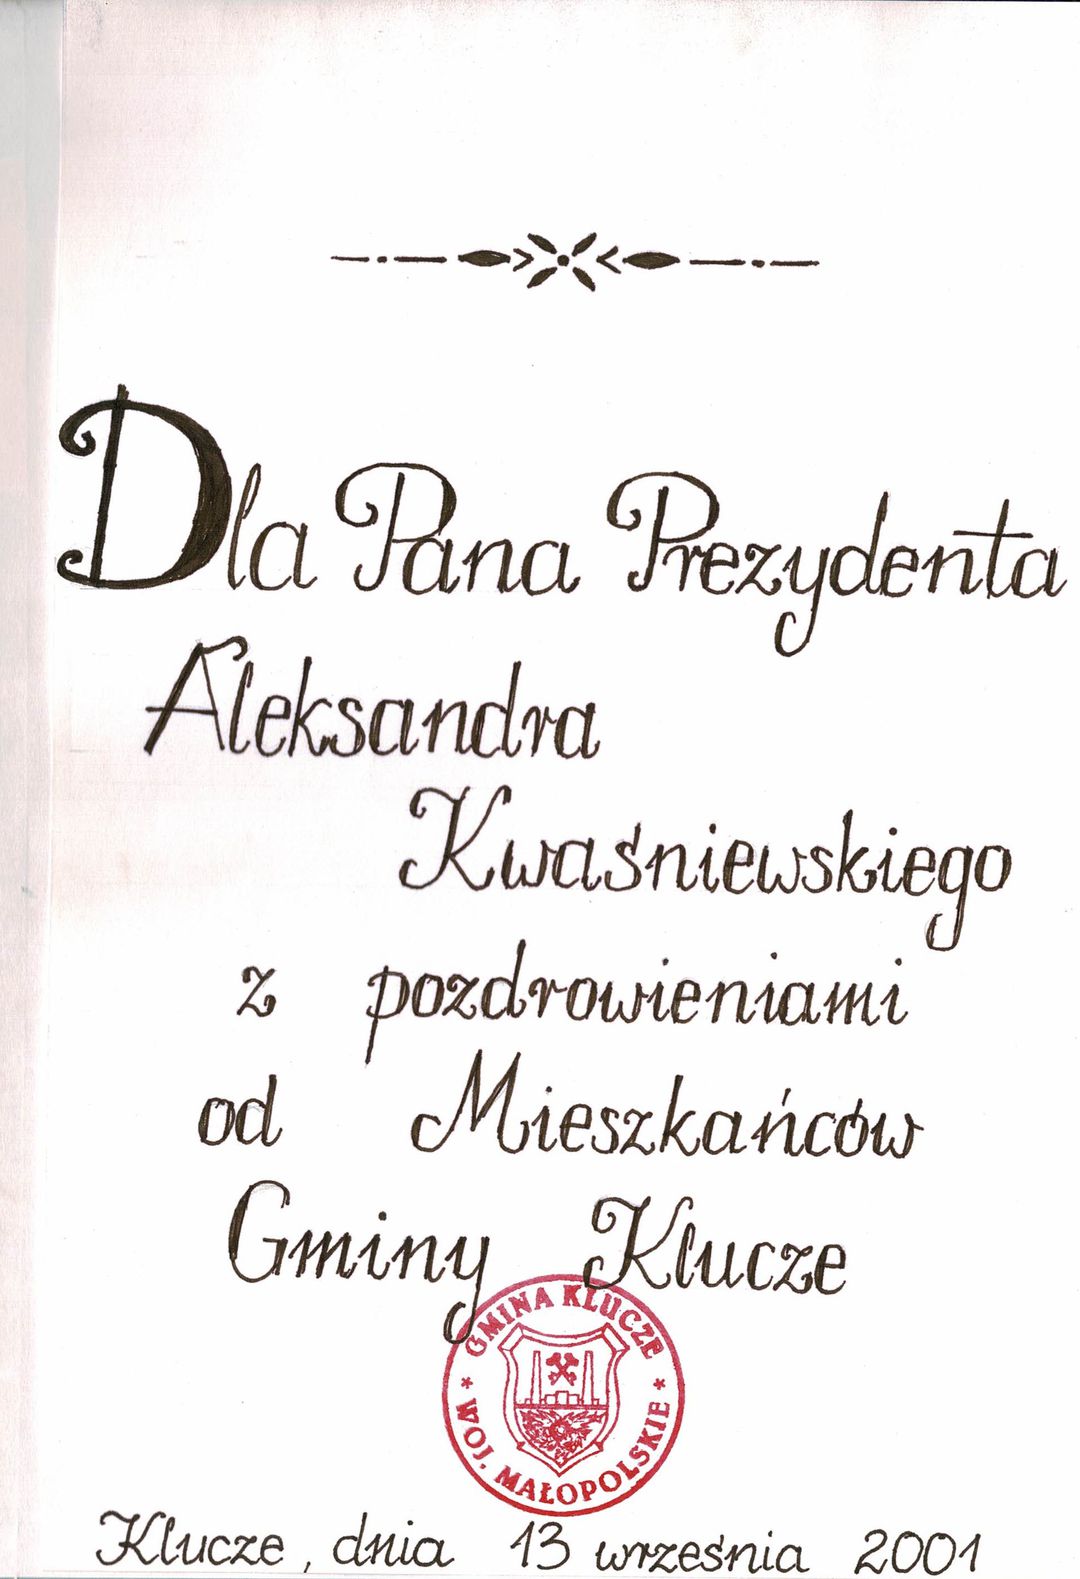 Dla Pana Prezydenta
Aleksandra
Kwaśniewskiego
z pozdrowieniami
od Mieszkańców
Gminy Klucze
GMINA KLUCZE
* WOJ. MAŁOPOLSKIE *
Klucze, dnia 13 września 2001